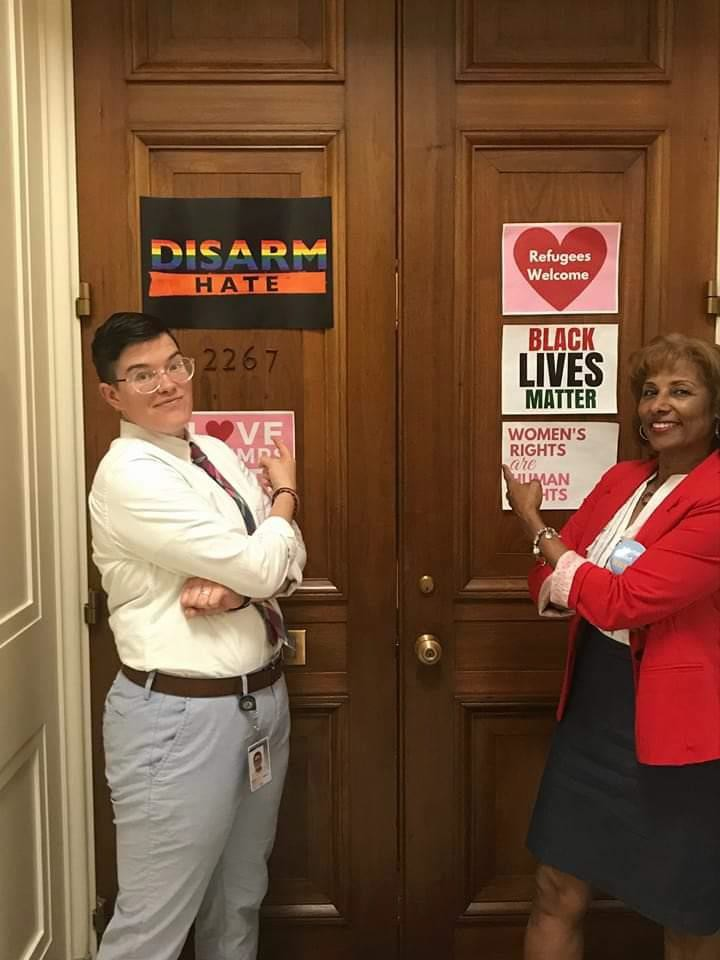 DISARM
HATE
2267
Refugees
Welcome
BLACK
LIVES
MATTER
WOMEN'S
RIGHTS
are